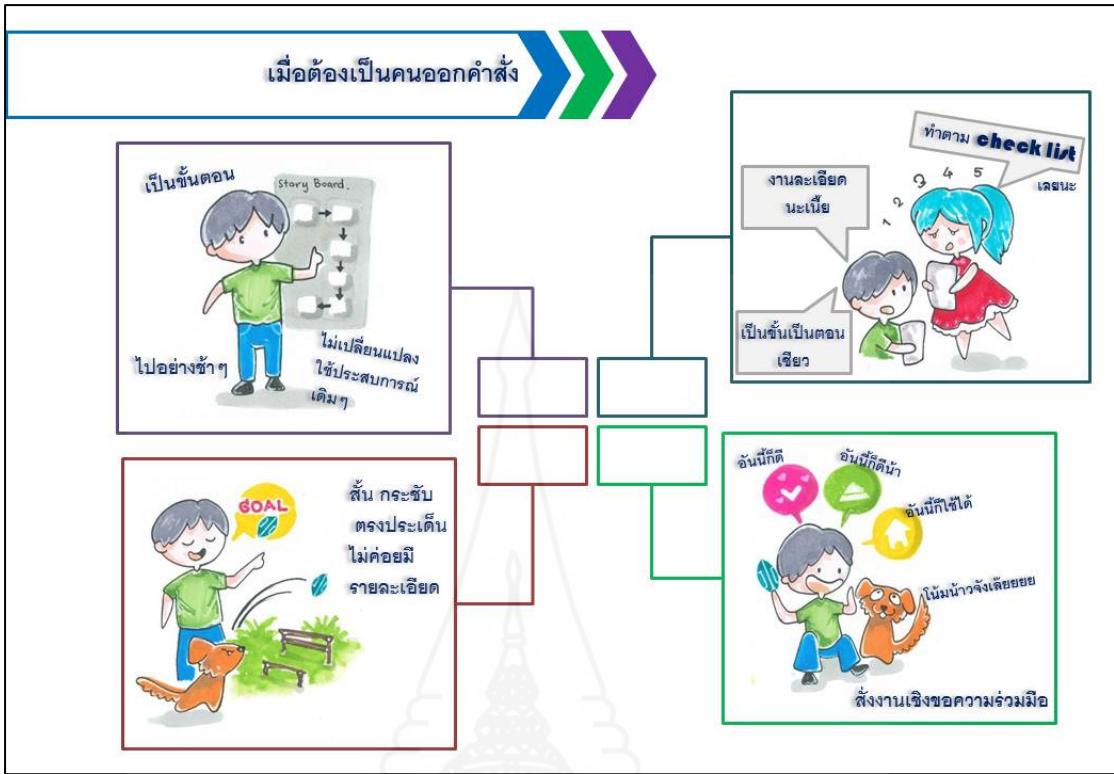 เมื่อต้องเป็นคนออกคำสั่ง
เป็นขั้นตอน
Story Board.
ไปอย่างช้าๆ
ไม่เปลี่ยนแปลง
ใช้ประสบการณ์
เดิมๆ
ทำตาม check list
เลยนะ
งานละเอียด
นะเนี้ย
1 2 3 4 5
เป็นขั้นเป็นตอน
เชียว
GOAL
สั้น กระชับ
ตรงประเด็น
ไม่ค่อยมี
รายละเอียด
อันนี้ก็ดี
อันนี้ก็ดีน้า
อันนี้ก็ใช้ได้
โน้มน้าวจังเลียยยย
สั่งงานเชิงขอความร่วมมือ